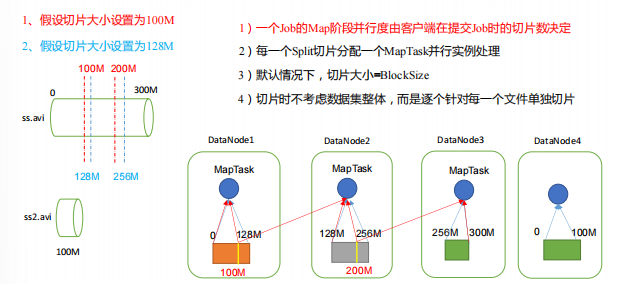 1、假设切片大小设置为100M
2、假设切片大小设置为128M
1）一个Job的Map阶段并行度由客户端在提交Job时的切片数决定
2）每一个Split切片分配一个MapTask并行实例处理
3）默认情况下，切片大小=BlockSize
4）切片时不考虑数据集整体，而是逐个针对每一个文件单独切片
100M 200M
0 300M
ss.avi
128M 256M
ss2.avi
100M
DataNode1 DataNode2 DataNode3 DataNode4
MapTask MapTask MapTask MapTask
0 128M 128M 256M 256M 300M 0 100M
100M 200M